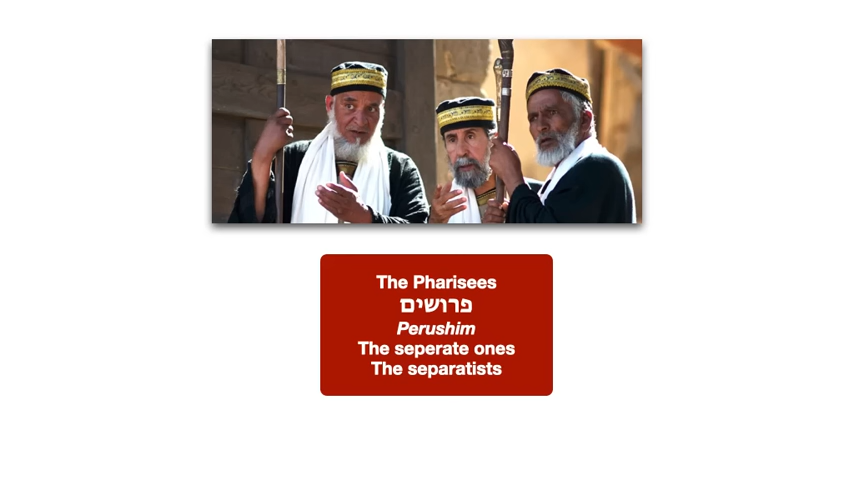 The Pharisees
פרושים
Perushim
The seperate ones
The separatists